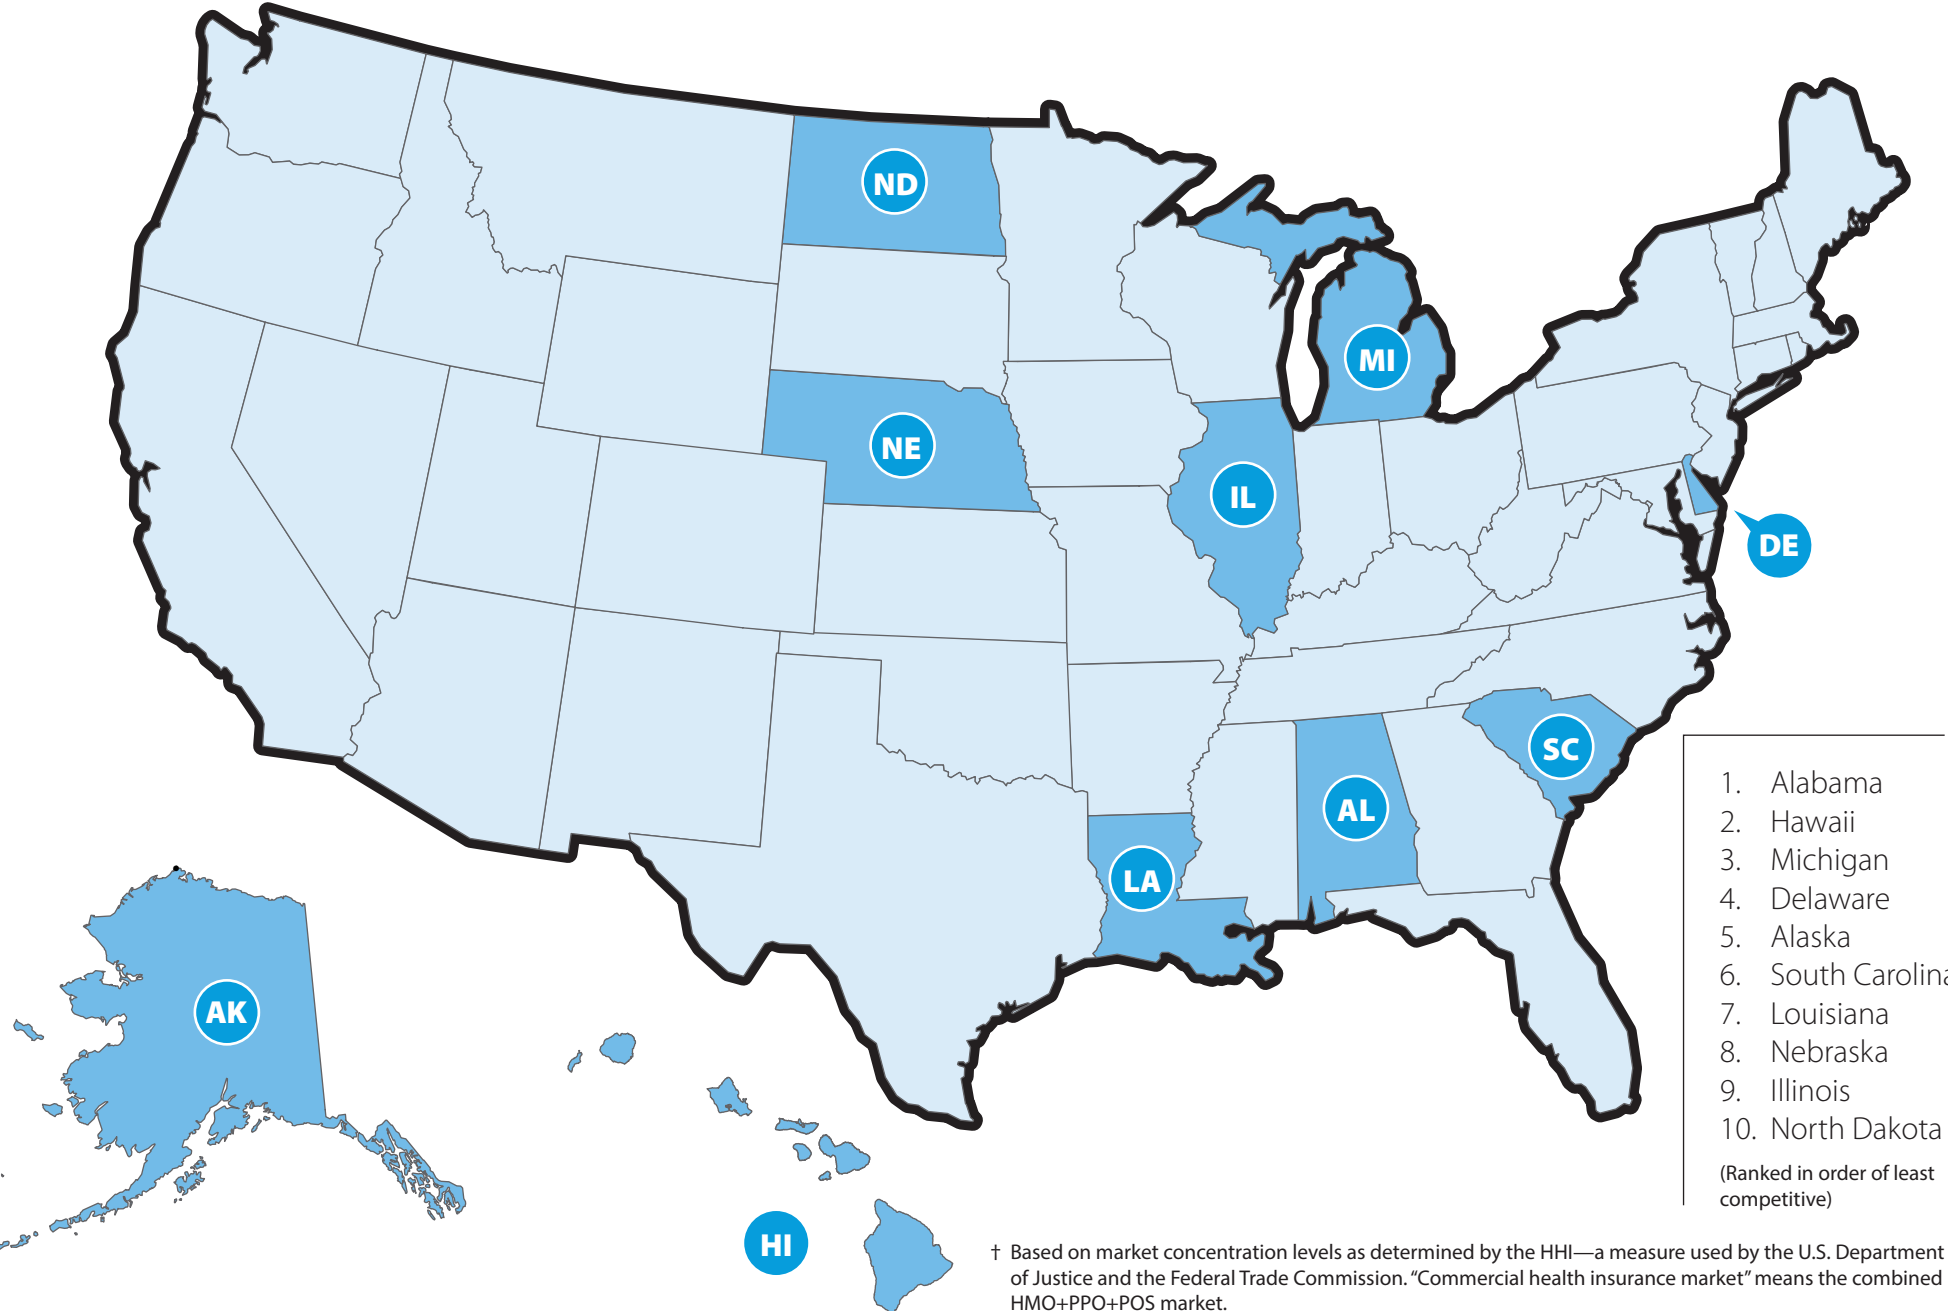 ND
MI
NE
IL
DE
SC
AL
LA
AK
HI
1. Alabama
2. Hawaii
3. Michigan
4. Delaware
5. Alaska
6. South Carolina
7. Louisiana
8. Nebraska
9. Illinois
10. North Dakota
(Ranked in order of least
competitive)
† Based on market concentration levels as determined by the HHI—a measure used by the U.S. Department
of Justice and the Federal Trade Commission. “Commercial health insurance market” means the combined
HMO+PPO+POS market.